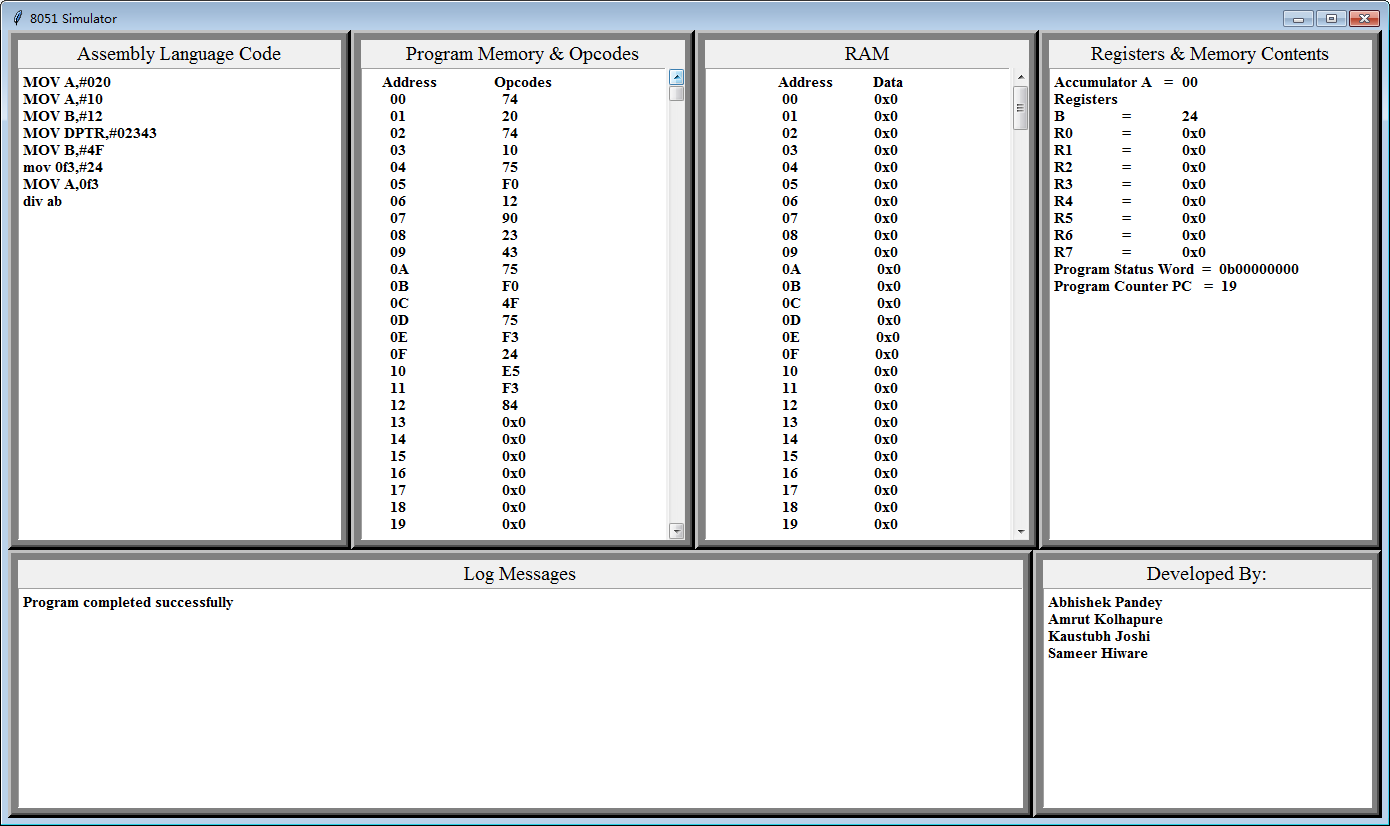 8051 Simulator
Assembly Language Code
MOV A,#020
MOV A,#10
MOV B,#12
MOV DPTR,#02343
MOV B,#4F
mov 0f3,#24
MOV A,0f3
div ab
Program Memory & Opcodes
Address Opcodes
00 74
01 20
02 74
03 10
04 75
05 F0
06 12
07 90
08 23
09 43
0A 75
0B F0
0C 4F
0D 75
0E F3
0F 24
10 E5
11 F3
12 84
13 0x0
14 0x0
15 0x0
16 0x0
17 0x0
18 0x0
19 0x0
RAM
Address Data
00 0x0
01 0x0
02 0x0
03 0x0
04 0x0
05 0x0
06 0x0
07 0x0
08 0x0
09 0x0
0A 0x0
0B 0x0
0C 0x0
0D 0x0
0E 0x0
0F 0x0
10 0x0
11 0x0
12 0x0
13 0x0
14 0x0
15 0x0
16 0x0
17 0x0
18 0x0
19 0x0
Registers & Memory Contents
Accumulator A = 00
Registers
B = 24
R0 = 0x0
R1 = 0x0
R2 = 0x0
R3 = 0x0
R4 = 0x0
R5 = 0x0
R6 = 0x0
R7 = 0x0
Program Status Word = 0b00000000
Program Counter PC = 19
Log Messages
Program completed successfully
Developed By:
Abhishek Pandey
Amrut Kolhapure
Kaustubh Joshi
Sameer Hiware